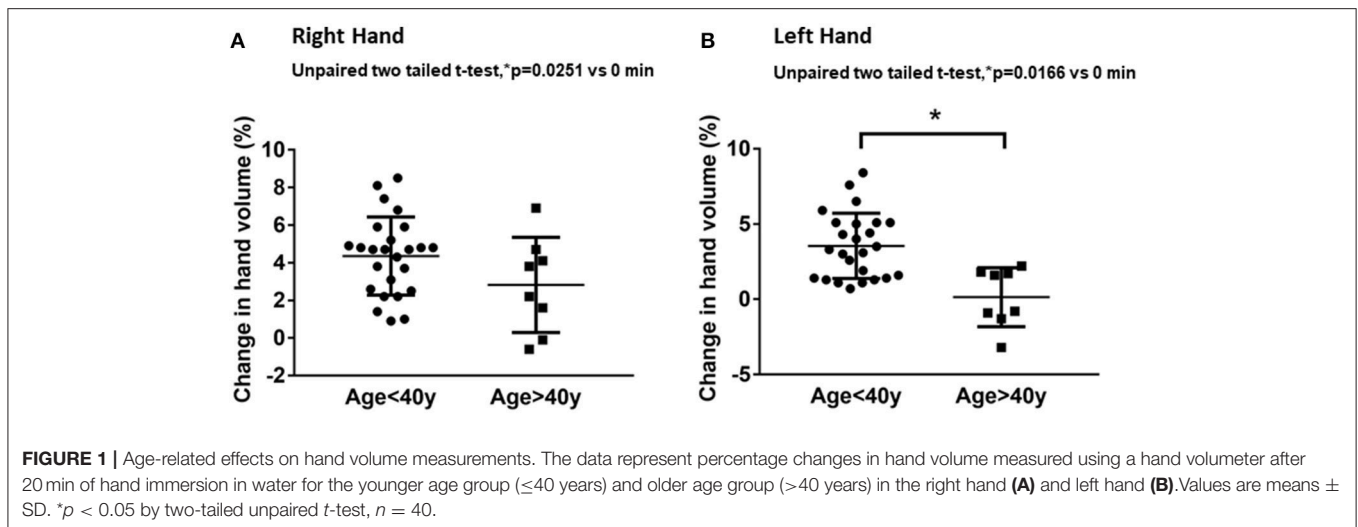 A Right Hand
Unpaired two tailed t-test,*p=0.0251 vs 0 min
Change in hand volume (%)
10
8
6
4
2
0
-2
Age<40y Age>40y
B Left Hand
Unpaired two tailed t-test,*p=0.0166 vs 0 min
*
Change in hand volume (%)
10
5
0
-5
Age<40y Age>40y
FIGURE 1 | Age-related effects on hand volume measurements. The data represent percentage changes in hand volume measured using a hand volumeter after
20 min of hand immersion in water for the younger age group (≤40 years) and older age group (>40 years) in the right hand (A) and left hand (B).Values are means ±
SD. *p < 0.05 by two-tailed unpaired t-test, n = 40.